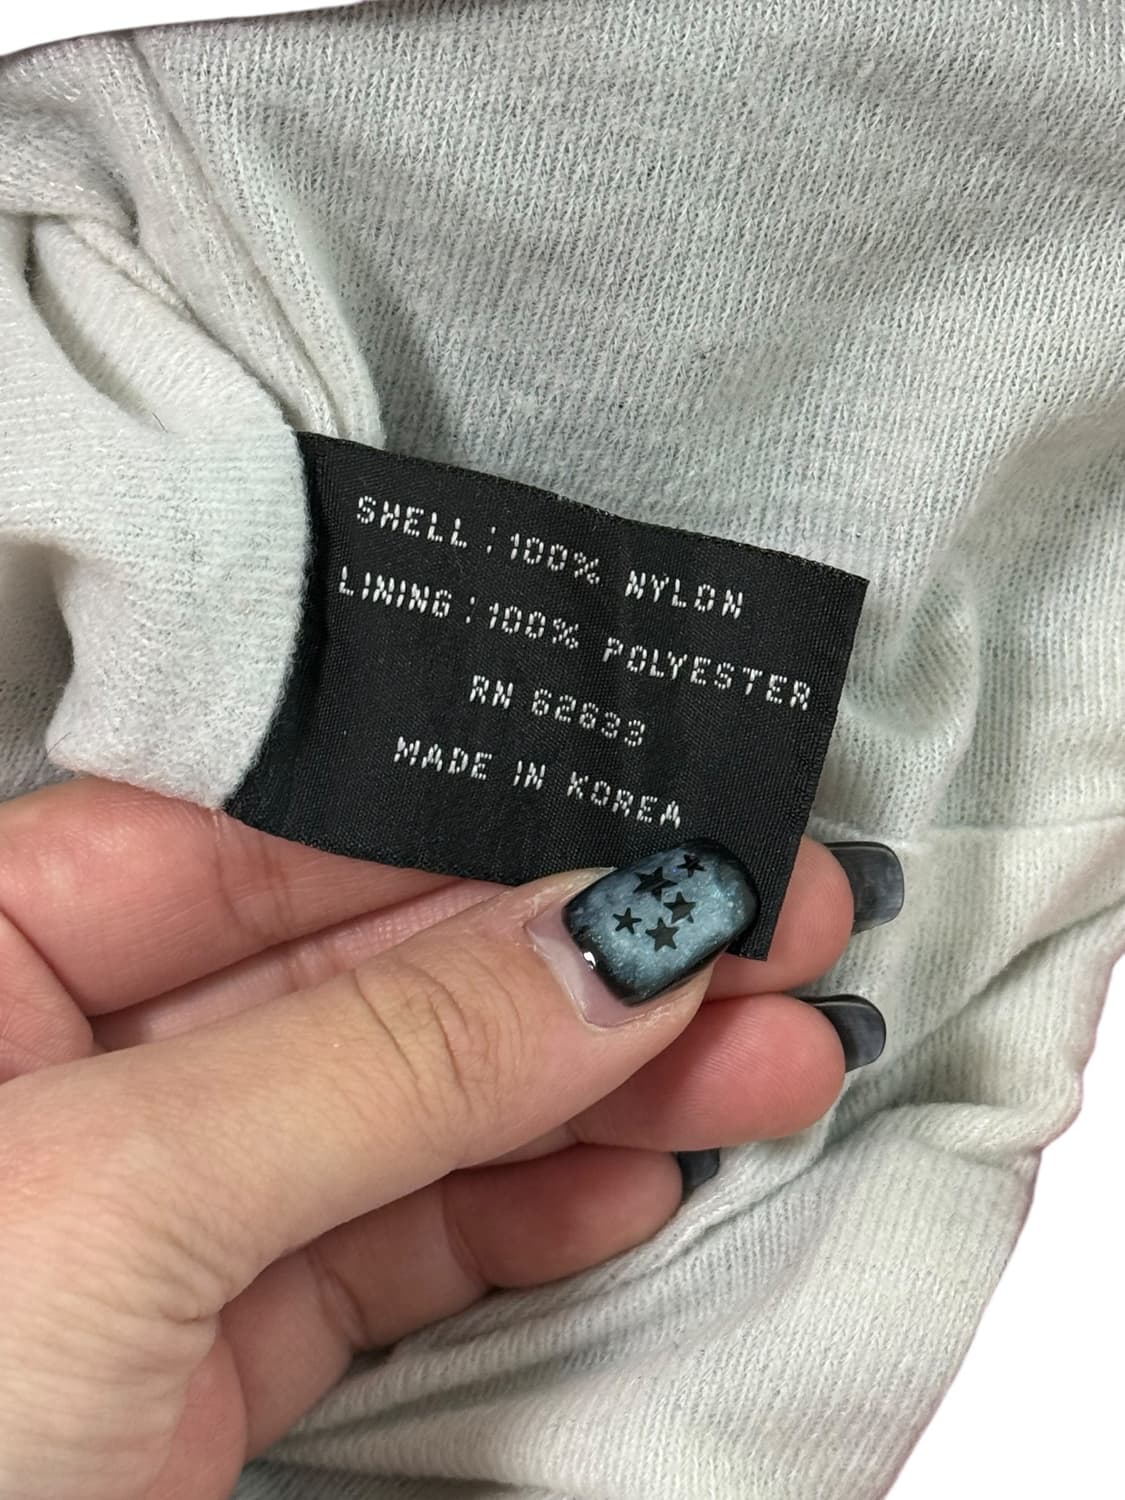 SHELL : 100% NYLON
LINING : 100% POLYESTER
RN 62633
MADE IN KOREA